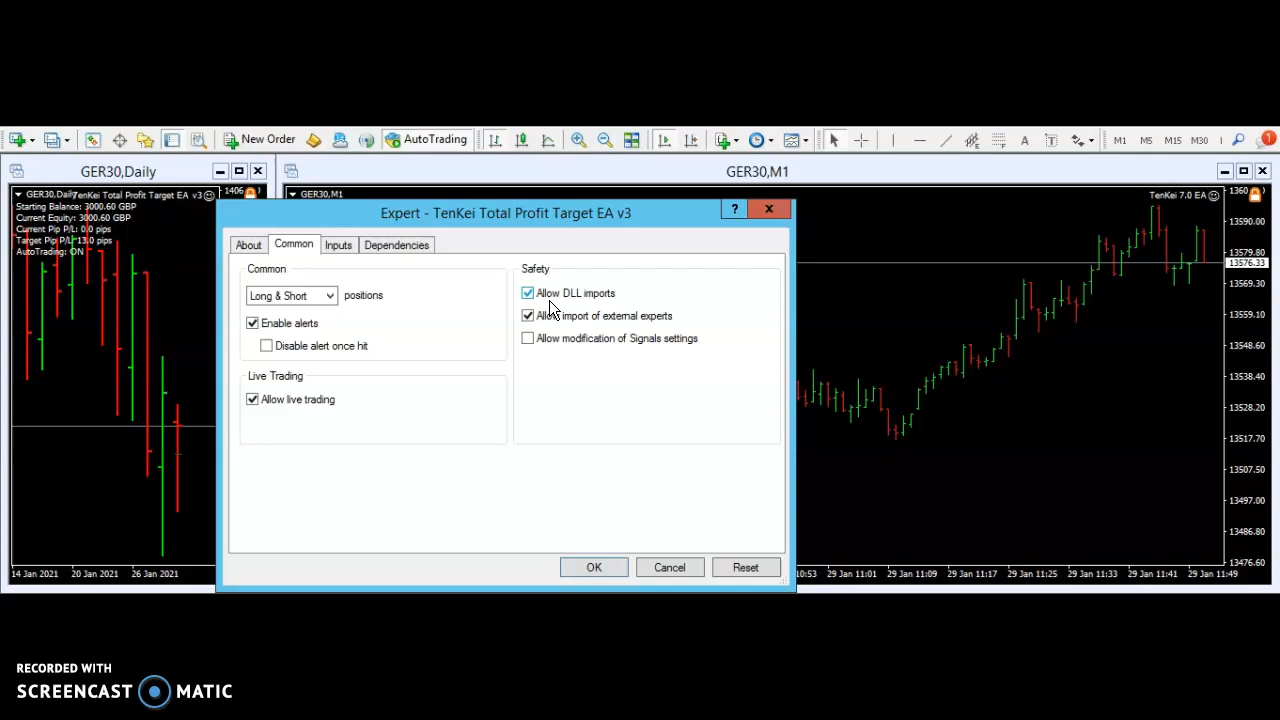 New Order
AutoTrading
M1 M5 M15 M30
1
GER30,Daily
GER30,M1
GER30,Daily TenKei Total Profit Target EA v3
1406
Starting Balance: 3000.60 GBP
Current Equity: 3000.60 GBP
Current Pip P/L: 0.0 pips
Target Pip P/L: 13.0 pips
AutoTrading: ON
14 Jan 2021 20 Jan 2021 26 Jan 2021
GER30,M1
TenKei 7.0 EA
1360
13590.00
13579.80
13576.33
13569.40
13559.10
13548.60
13538.40
13528.20
13517.70
13507.50
13497.00
13486.80
13476.60
10:53 29 Jan 11:01 29 Jan 11:09 29 Jan 11:17 29 Jan 11:25 29 Jan 11:33 29 Jan 11:41 29 Jan 11:49
Expert - TenKei Total Profit Target EA v3
?
About Common Inputs Dependencies
Common
Long & Short positions
Enable alerts
Disable alert once hit
Live Trading
Allow live trading
Safety
Allow DLL imports
Allow import of external experts
Allow modification of Signals settings
OK Cancel Reset
RECORDED WITH
SCREENCAST MATIC